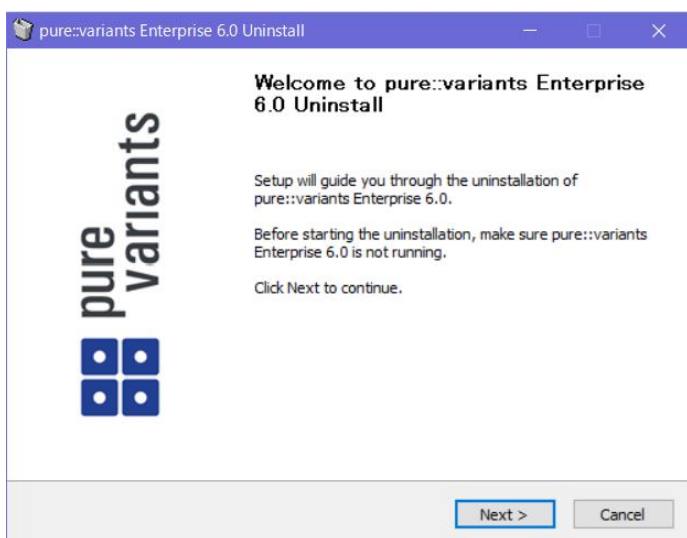 pure::variants Enterprise 6.0 Uninstall
Welcome to pure::variants Enterprise
6.0 Uninstall
pure
variants
Setup will guide you through the uninstallation of
pure::variants Enterprise 6.0.
Before starting the uninstallation, make sure pure::variants
Enterprise 6.0 is not running.
Click Next to continue.
Next >
Cancel